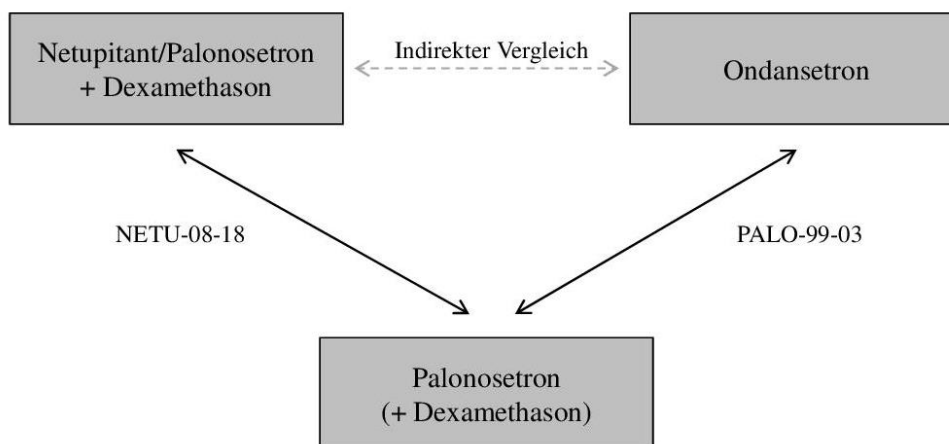 Netupitant/Palonosetron
+ Dexamethason
Indirekter Vergleich
Ondansetron
NETU-08-18
PALO-99-03
Palonosetron
(+ Dexamethason)